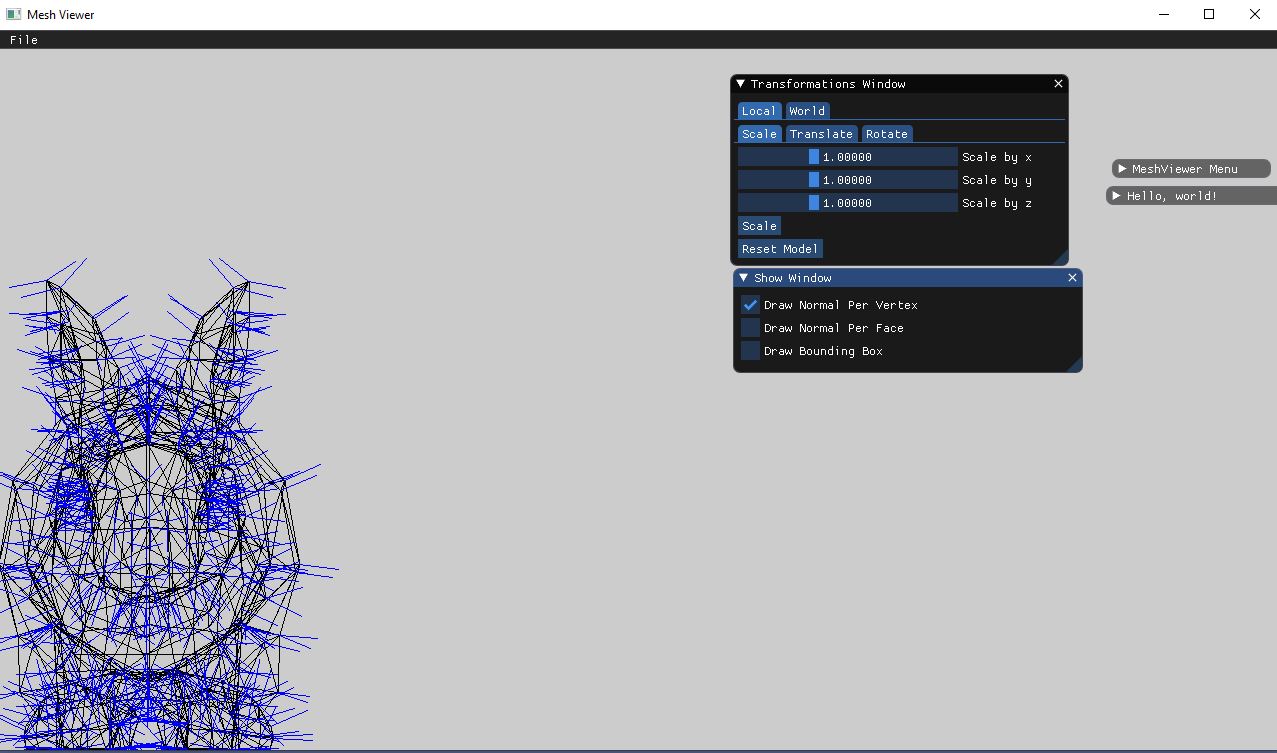 Mesh Viewer
File
Transformations Window
Local World
Scale Translate Rotate
1.00000 Scale by x
1.00000 Scale by y
1.00000 Scale by z
Scale
Reset Model
MeshViewer Menu
Hello, world!
Show Window
Draw Normal Per Vertex
Draw Normal Per Face
Draw Bounding Box